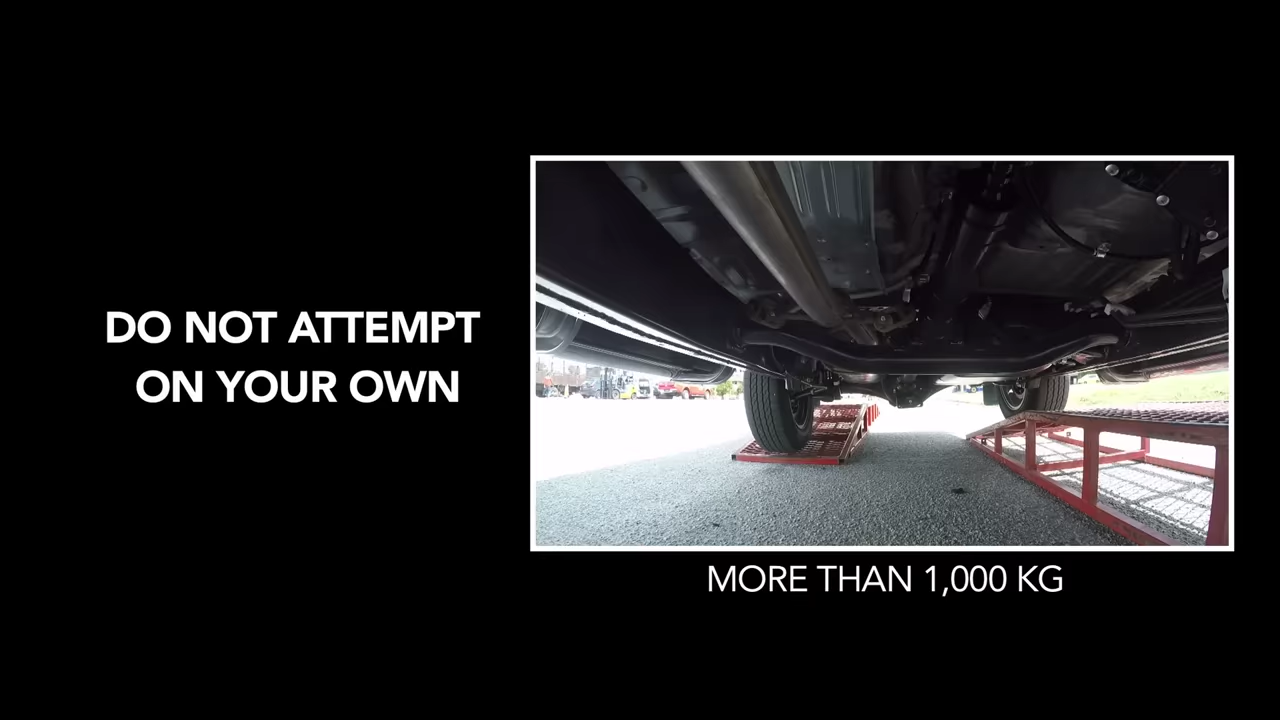 DO NOT ATTEMPT
ON YOUR OWN
MORE THAN 1,000 KG